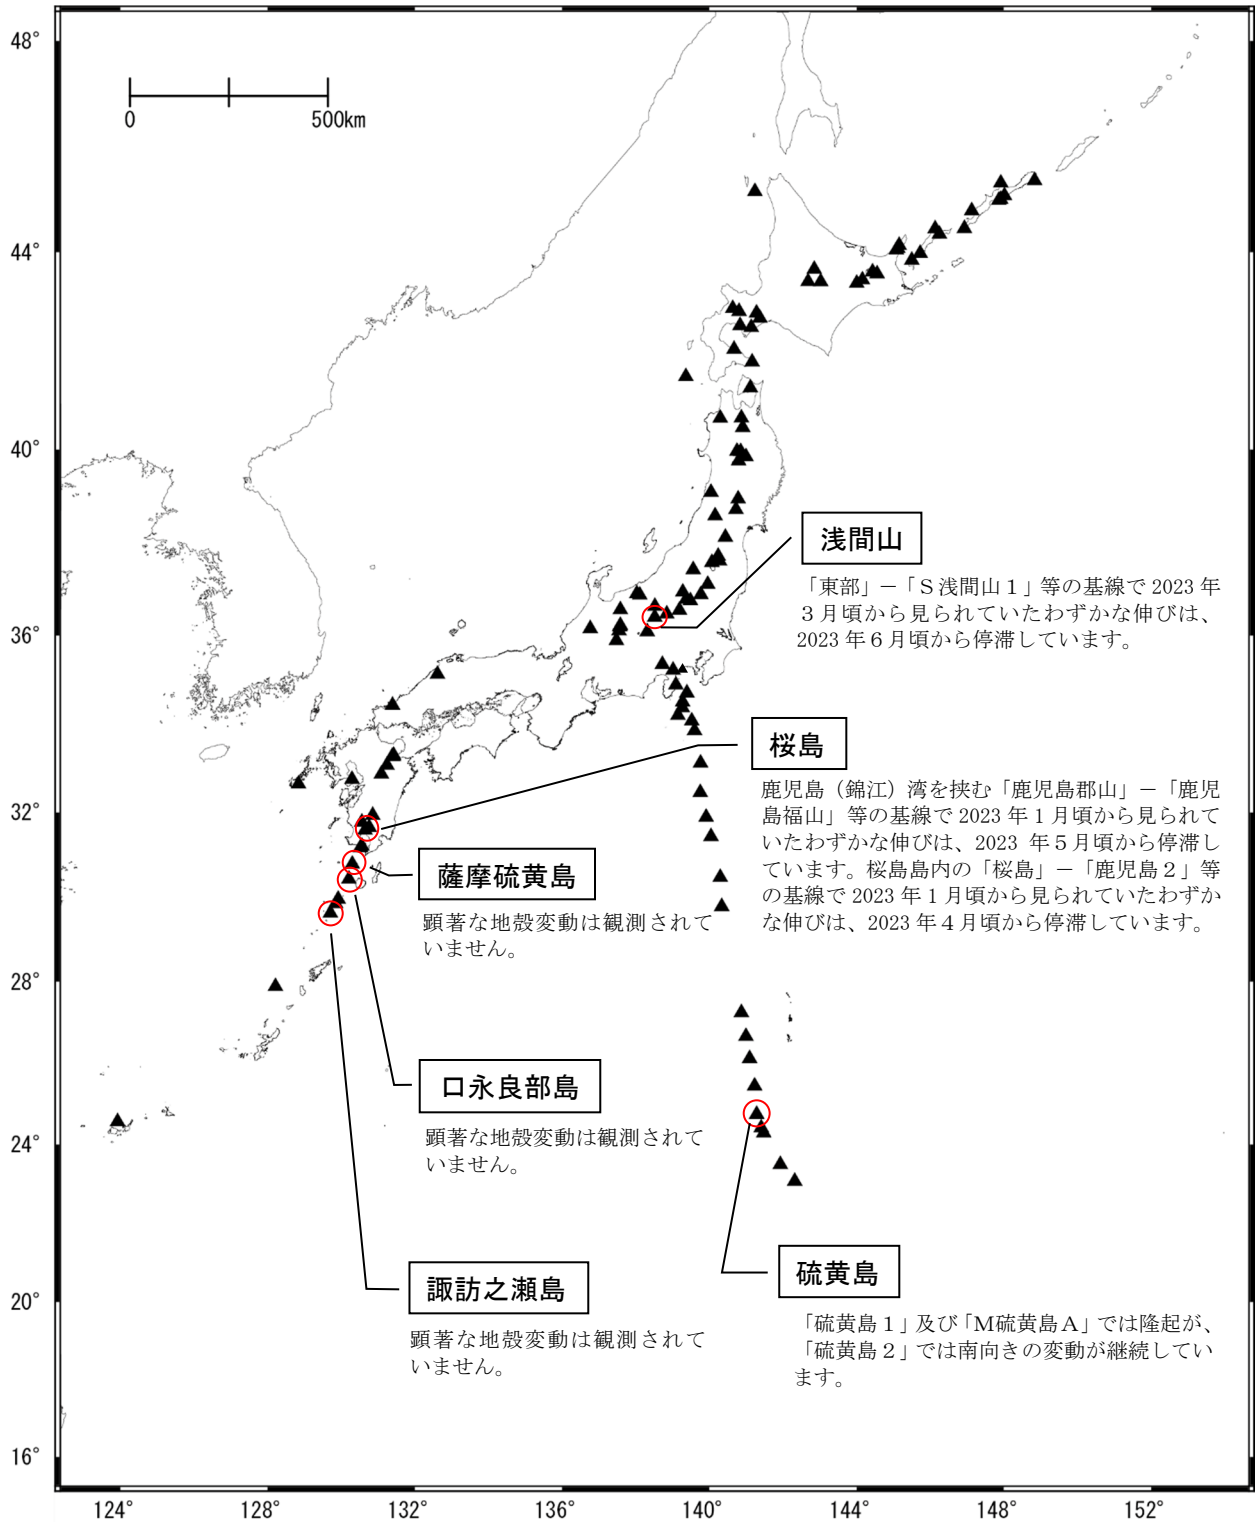 48°
0 500km
44°
40°
浅間山
「東部」－「Ｓ浅間山１」等の基線で 2023 年
３月頃から見られていたわずかな伸びは、
2023 年６月頃から停滞しています。
36°
桜島
鹿児島（錦江）湾を挟む「鹿児島郡山」－「鹿児
島福山」等の基線で 2023 年１月頃から見られて
いたわずかな伸びは、2023 年５月頃から停滞し
ています。桜島島内の「桜島」－「鹿児島２」等
の基線で 2023 年１月頃から見られていたわずか
な伸びは、2023 年４月頃から停滞しています。
32°
薩摩硫黄島
顕著な地殻変動は観測されて
いません。
28°
口永良部島
顕著な地殻変動は観測されて
いません。
24°
諏訪之瀬島
顕著な地殻変動は観測されて
いません。
20°
硫黄島
「硫黄島１」及び「Ｍ硫黄島Ａ」では隆起が、
「硫黄島２」では南向きの変動が継続してい
ます。
16°
124° 128° 132° 136° 140° 144° 148° 152°